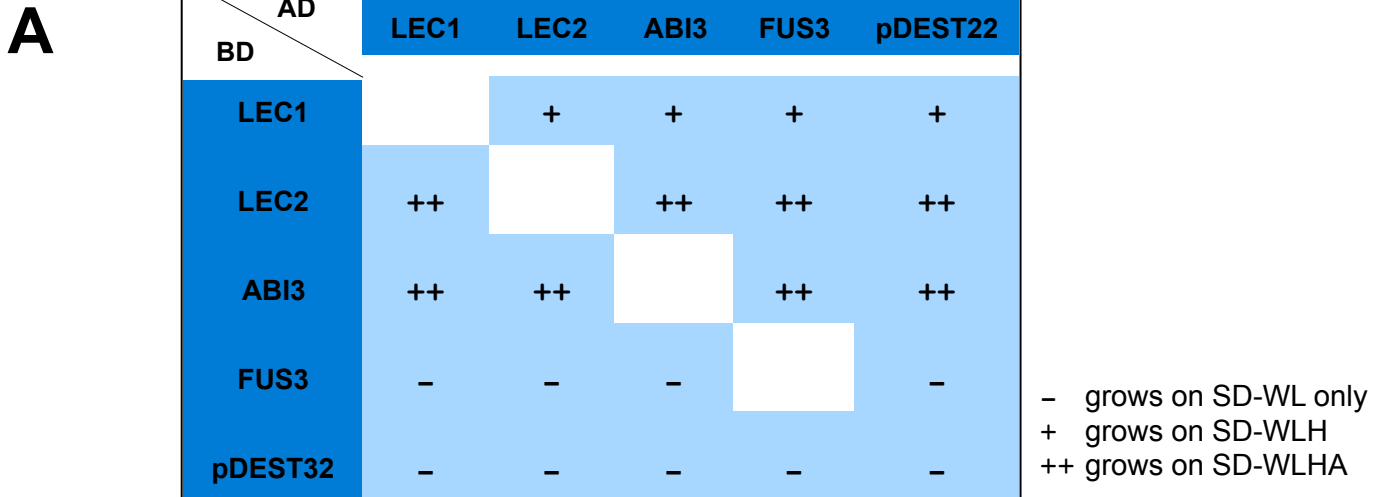 A
AD
BD
LEC1 LEC2 ABI3 FUS3 pDEST22
LEC1 + + + +
LEC2 ++ ++ ++ ++
ABI3 ++ ++ ++ ++
FUS3 – – – –
pDEST32 – – – – –
– grows on SD-WL only
+ grows on SD-WLH
++ grows on SD-WLHA